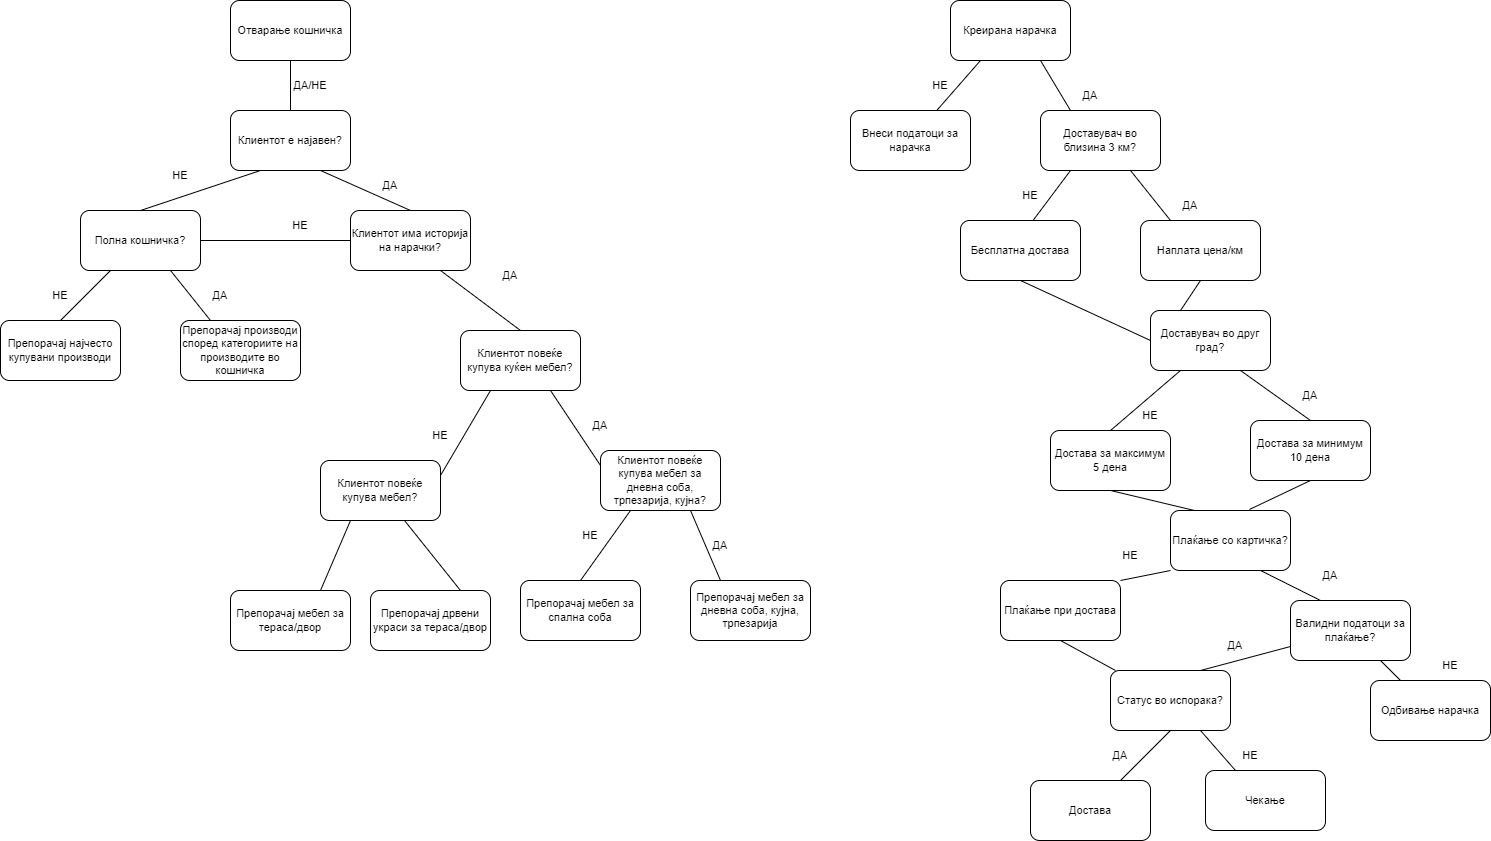 Отварање кошничка
ДА/НЕ
Клиентот е најавен?
НЕ
ДА
Полна кошничка?
НЕ
Клиентот има историја
на нарачки?
НЕ
ДА
ДА
Препорачај најчесто
купувани производи
Препорачај производи
според категориите на
производите во
кошничка
Клиентот повеќе
купува куќен мебел?
НЕ
ДА
Клиентот повеќе
купува мебел?
Клиентот повеќе
купува мебел за
дневна соба,
трпезарија, кујна?
НЕ
ДА
Препорачај мебел за
тераса/двор
Препорачај дрвени
украси за тераса/двор
Препорачај мебел за
спална соба
Препорачај мебел за
дневна соба, кујна,
трпезарија
Креирана нарачка
НЕ
ДА
Внеси податоци за
нарачка
Доставувач во
близина 3 км?
НЕ
ДА
Бесплатна достава
Наплата цена/км
Доставувач во друг
град?
НЕ
ДА
Достава за максимум
5 дена
Достава за минимум
10 дена
Плаќање со картичка?
НЕ
ДА
Плаќање при достава
Валидни податоци за
плаќање?
ДА
НЕ
Статус во испорака?
Одбивање нарачка
ДА
НЕ
Достава
Чекање